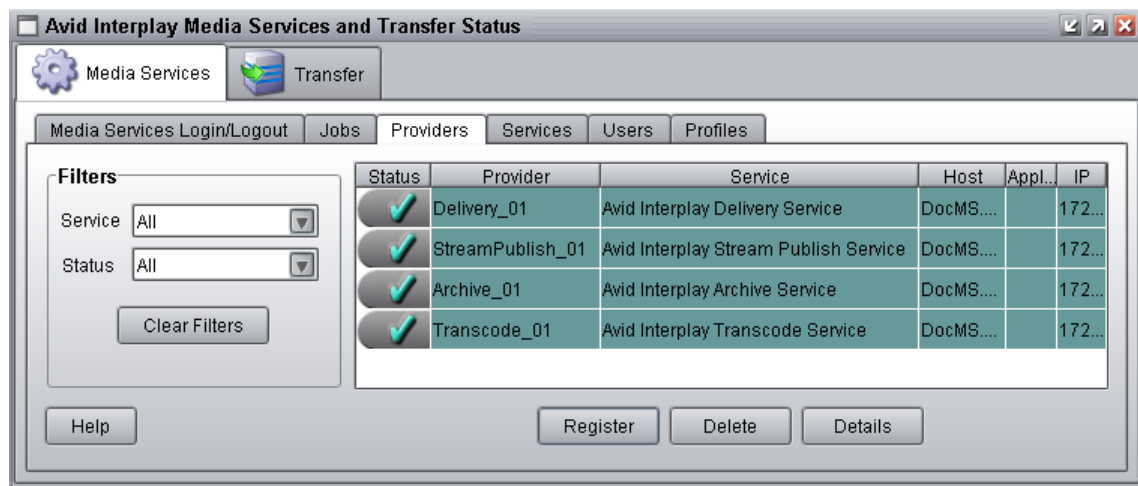 Avid Interplay Media Services and Transfer Status
Media Services Transfer
Media Services Login/Logout Jobs Providers Services Users Profiles
Filters
Service All
Status All
Clear Filters
Status Provider Service Host Appl... IP
Delivery_01 Avid Interplay Delivery Service DocMS.... 172...
StreamPublish_01 Avid Interplay Stream Publish Service DocMS.... 172...
Archive_01 Avid Interplay Archive Service DocMS.... 172...
Transcode_01 Avid Interplay Transcode Service DocMS.... 172...
Help Register Delete Details